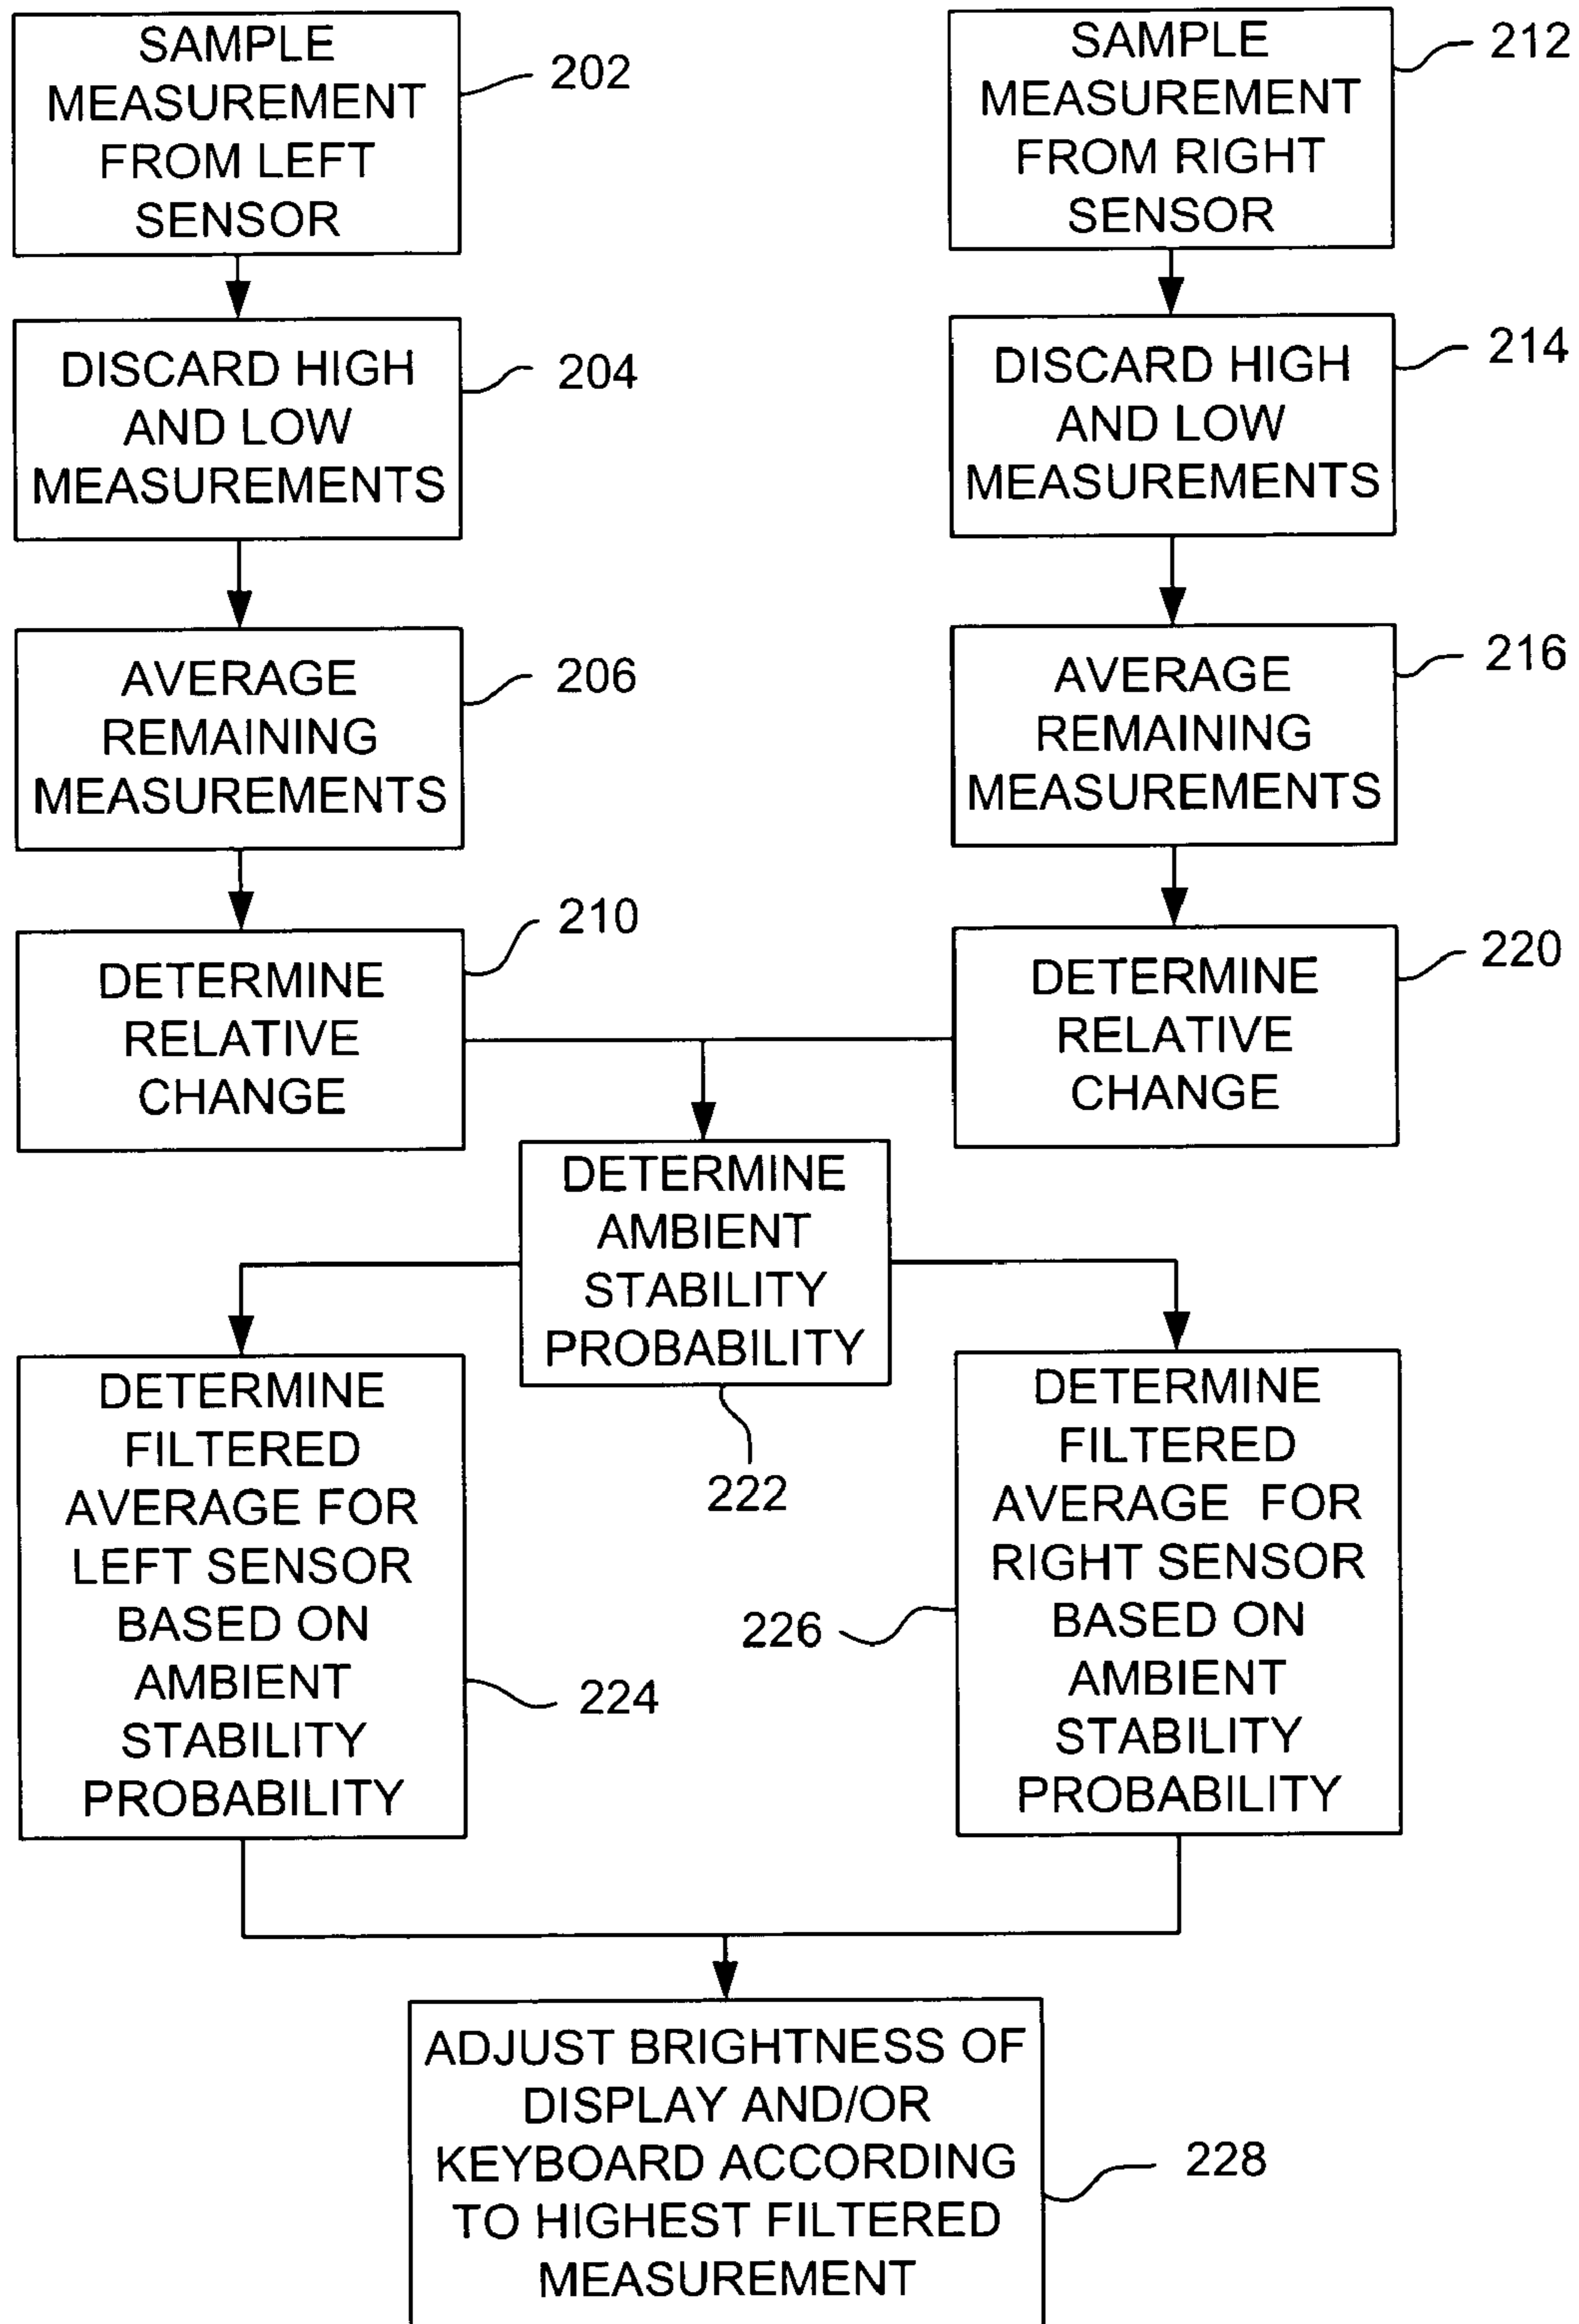 SAMPLE
MEASUREMENT
FROM LEFT
SENSOR
202
SAMPLE
MEASUREMENT
FROM RIGHT
SENSOR
212
DISCARD HIGH
AND LOW
MEASUREMENTS
204
DISCARD HIGH
AND LOW
MEASUREMENTS
214
AVERAGE
REMAINING
MEASUREMENTS
206
AVERAGE
REMAINING
MEASUREMENTS
216
DETERMINE
RELATIVE
CHANGE
210
DETERMINE
RELATIVE
CHANGE
220
DETERMINE
AMBIENT
STABILITY
PROBABILITY
222
DETERMINE
FILTERED
AVERAGE FOR
LEFT SENSOR
BASED ON
AMBIENT
STABILITY
PROBABILITY
224
DETERMINE
FILTERED
AVERAGE FOR
RIGHT SENSOR
BASED ON
AMBIENT
STABILITY
PROBABILITY
226
ADJUST BRIGHTNESS OF
DISPLAY AND/OR
KEYBOARD ACCORDING
TO HIGHEST FILTERED
MEASUREMENT
228